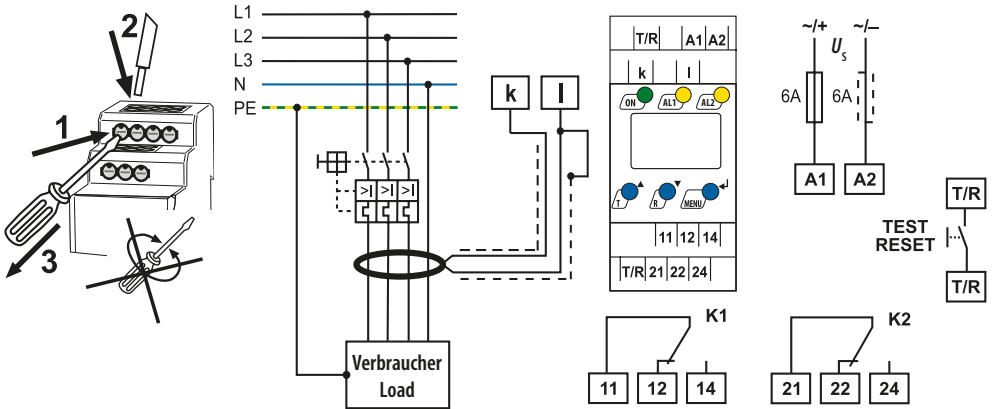 1
2
3
L1
L2
L3
N
PE
>I >I >I
Verbraucher
Load
k l
T/R A1 A2
k l
ON AL1 AL2
T R MENU
11 12 14
T/R 21 22 24
~/+ ~/–
Us
6A 6A
A1 A2
T/R
TEST
RESET
T/R
K1
11 12 14
K2
21 22 24